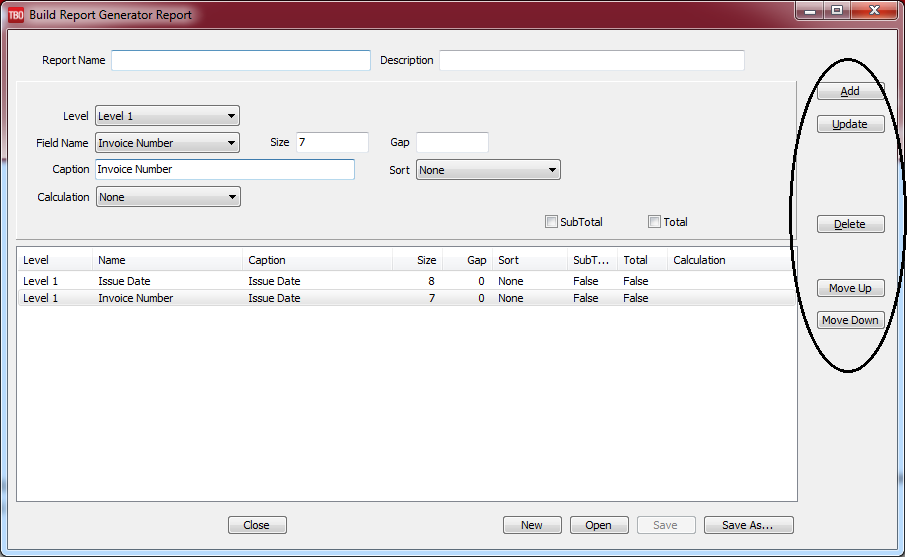 TBO Build Report Generator Report
Report Name Description
Add
Level Level 1
Update
Field Name Invoice Number Size 7 Gap
Caption Invoice Number Sort None
Calculation None
SubTotal Total
Delete
Level Name Caption Size Gap Sort SubT... Total Calculation
Level 1 Issue Date Issue Date 8 0 None False False
Level 1 Invoice Number Issue Date 7 0 None False False
Move Up
Move Down
Close New Open Save Save As...